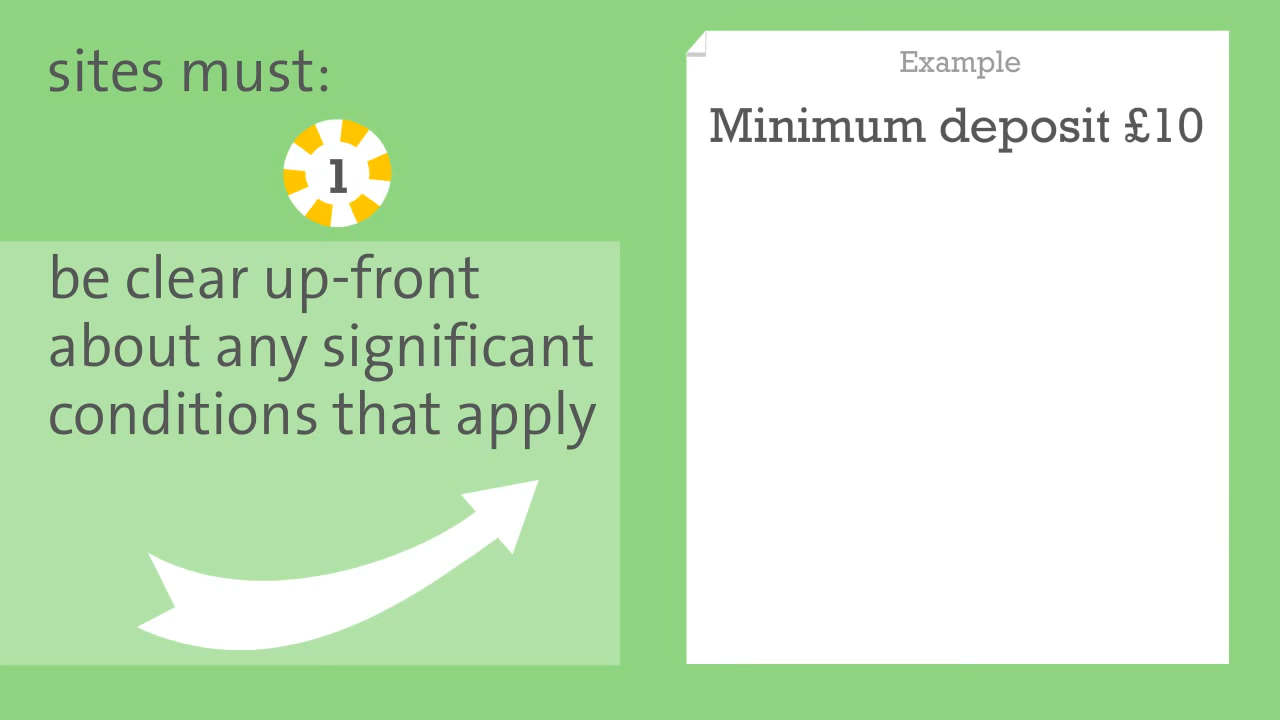 sites must:
1
be clear up-front
about any significant
conditions that apply
Example
Minimum deposit £10